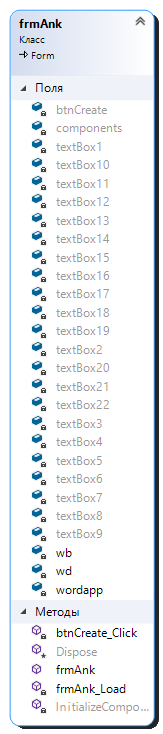 frmAnk
Класс
Form
Поля
btnCreate
components
textBox1
textBox10
textBox11
textBox12
textBox13
textBox14
textBox15
textBox16
textBox17
textBox18
textBox19
textBox2
textBox20
textBox21
textBox22
textBox3
textBox4
textBox5
textBox6
textBox7
textBox8
textBox9
wb
wd
wordapp
Методы
btnCreate_Click
Dispose
frmAnk
frmAnk_Load
InitializeCompo...